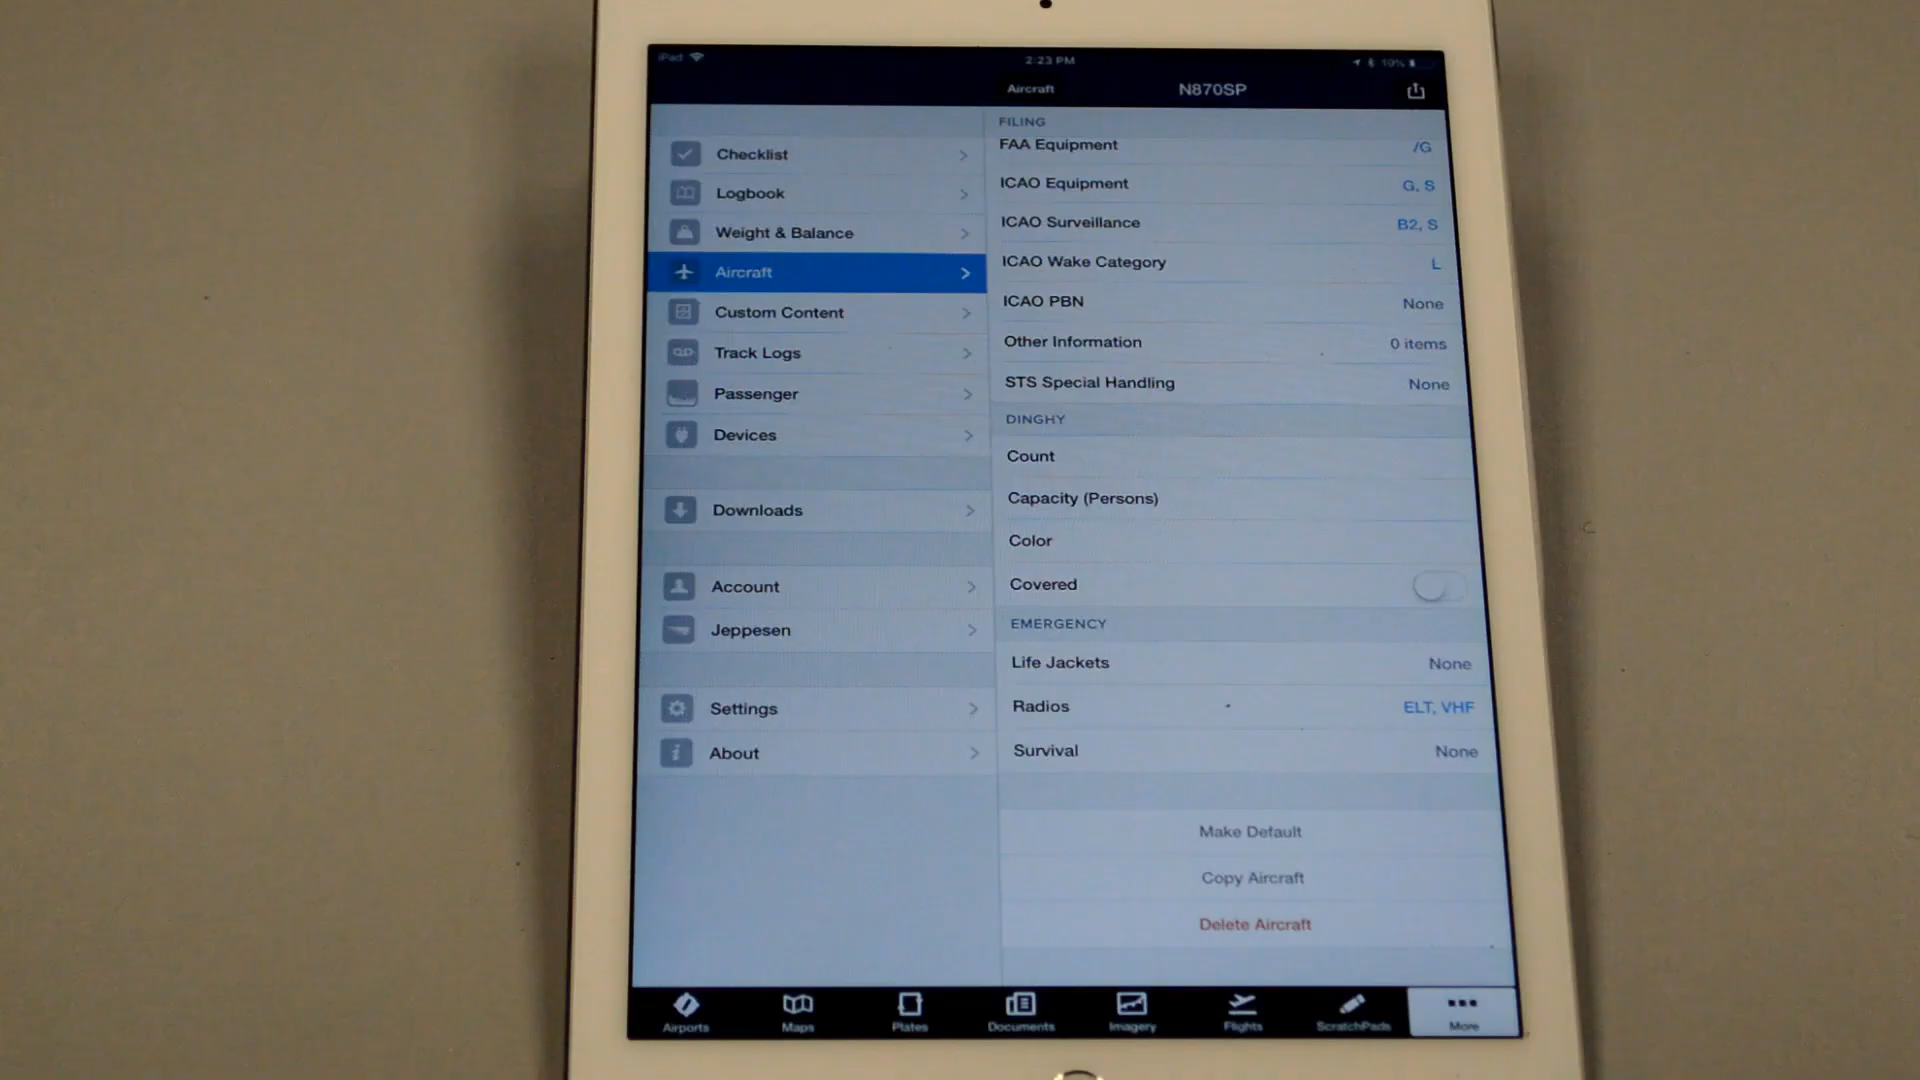 iPad 2:23 PM 10%
Aircraft N870SP
Checklist
Logbook
Weight & Balance
Aircraft
Custom Content
Track Logs
Passenger
Devices
Downloads
Account
Jeppesen
Settings
About
FILING
FAA Equipment /G
ICAO Equipment G, S
ICAO Surveillance B2, S
ICAO Wake Category L
ICAO PBN None
Other Information 0 items
STS Special Handling None
DINGHY
Count
Capacity (Persons)
Color
Covered
EMERGENCY
Life Jackets None
Radios ELT, VHF
Survival None
Make Default
Copy Aircraft
Delete Aircraft
Airports Maps Plates Documents Imagery Flights ScratchPads More